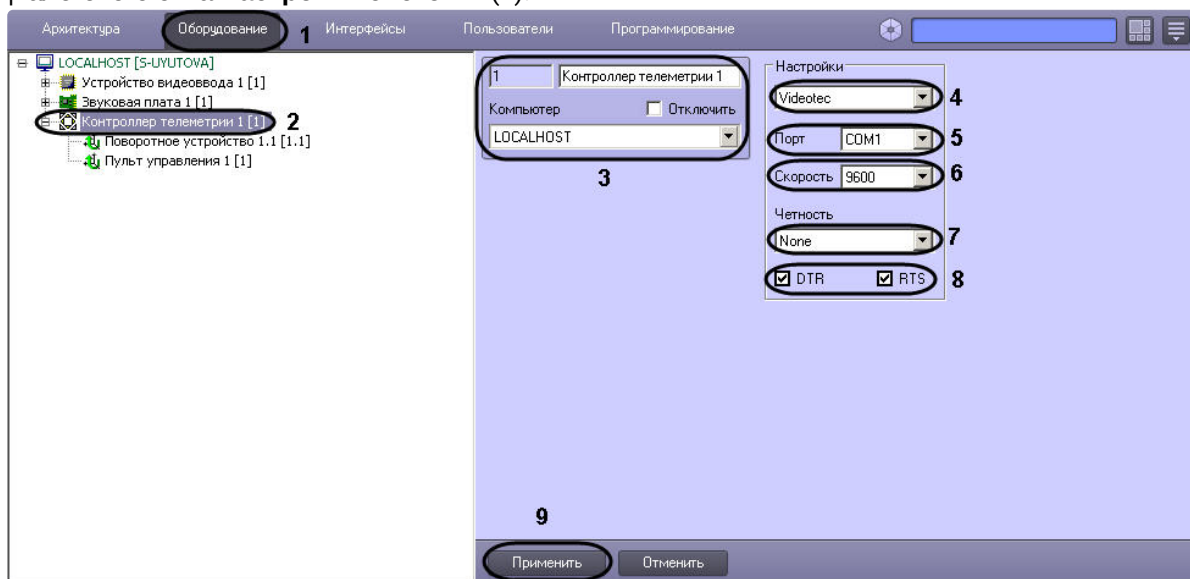 Архитектура Оборудование 1 Интерфейсы Пользователи Программирование
LOCALHOST [S-UYUTOVA]
Устройство видеоввода 1 [1]
Звуковая плата 1 [1]
Контроллер телеметрии 1 [1] 2
Поворотное устройство 1.1 [1.1]
Пульт управления 1 [1]
1 Контроллер телеметрии 1
Компьютер Отключить
LOCALHOST
3
Настройки
Videotec 4
Порт COM1 5
Скорость 9600 6
Четность
None 7
DTR RTS 8
9
Применить Отменить